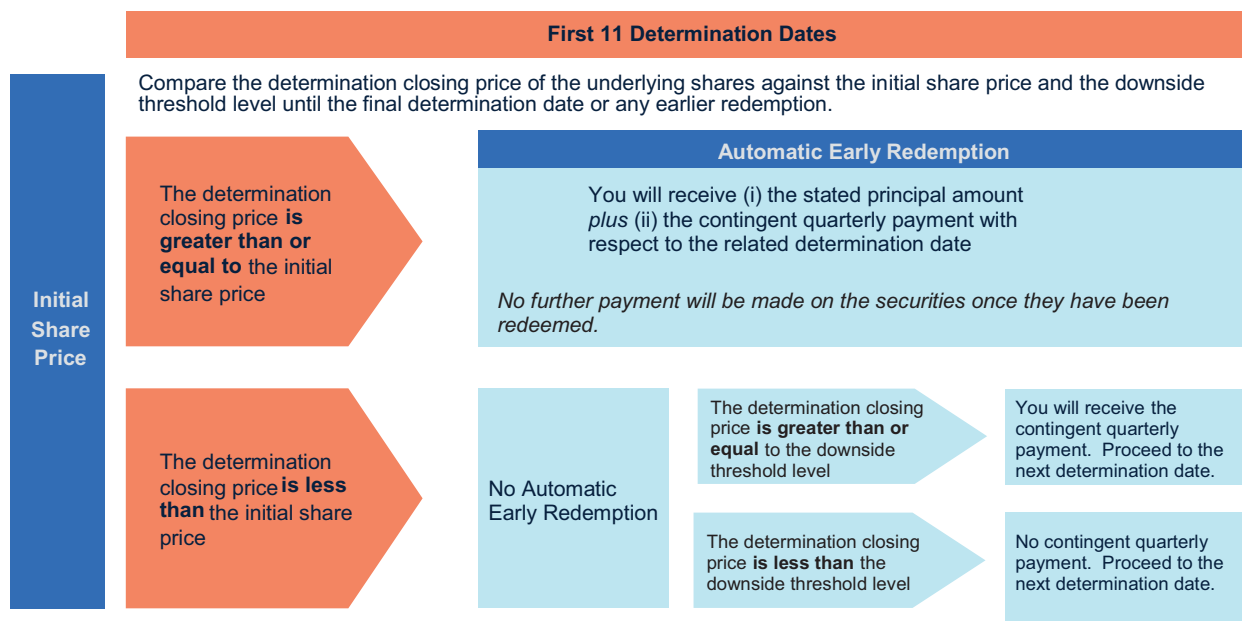 First 11 Determination Dates
Compare the determination closing price of the underlying shares against the initial share price and the downside
threshold level until the final determination date or any earlier redemption.
Initial
Share
Price
The determination
closing price is
greater than or
equal to the initial
share price
Automatic Early Redemption
You will receive (i) the stated principal amount
plus (ii) the contingent quarterly payment with
respect to the related determination date
No further payment will be made on the securities once they have been
redeemed.
The determination
closing price is less
than the initial share
price
No Automatic
Early Redemption
The determination closing
price is greater than or
equal to the downside
threshold level
You will receive the
contingent quarterly
payment. Proceed to the
next determination date.
The determination closing
price is less than the
downside threshold level
No contingent quarterly
payment. Proceed to the
next determination date.